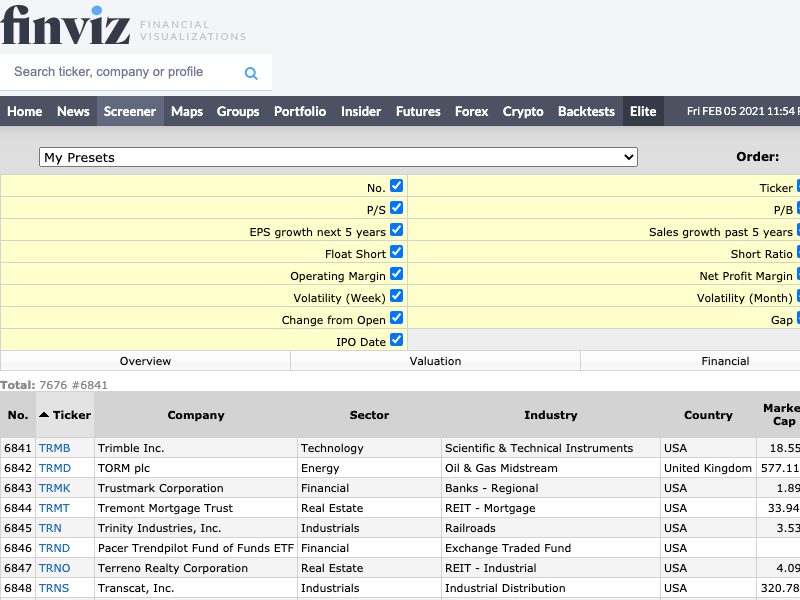 finviz FINANCIAL
VISUALIZATIONS
Search ticker, company or profile
Home News Screener Maps Groups Portfolio Insider Futures Forex Crypto Backtests Elite Fri FEB 05 2021 11:54
My Presets Order:
No. Ticker
P/S P/B
EPS growth next 5 years Sales growth past 5 years
Float Short Short Ratio
Operating Margin Net Profit Margin
Volatility (Week) Volatility (Month)
Change from Open Gap
IPO Date
Overview Valuation Financial
Total: 7676 #6841
No. Ticker Company Sector Industry Country Market Cap
6841 TRMB Trimble Inc. Technology Scientific & Technical Instruments USA 18.55
6842 TRMD TORM plc Energy Oil & Gas Midstream United Kingdom 577.11
6843 TRMK Trustmark Corporation Financial Banks - Regional USA 1.89
6844 TRMT Tremont Mortgage Trust Real Estate REIT - Mortgage USA 33.94
6845 TRN Trinity Industries, Inc. Industrials Railroads USA 3.53
6846 TRND Pacer Trendpilot Fund of Funds ETF Financial Exchange Traded Fund USA
6847 TRNO Terreno Realty Corporation Real Estate REIT - Industrial USA 4.09
6848 TRNS Transcat, Inc. Industrials Industrial Distribution USA 320.78